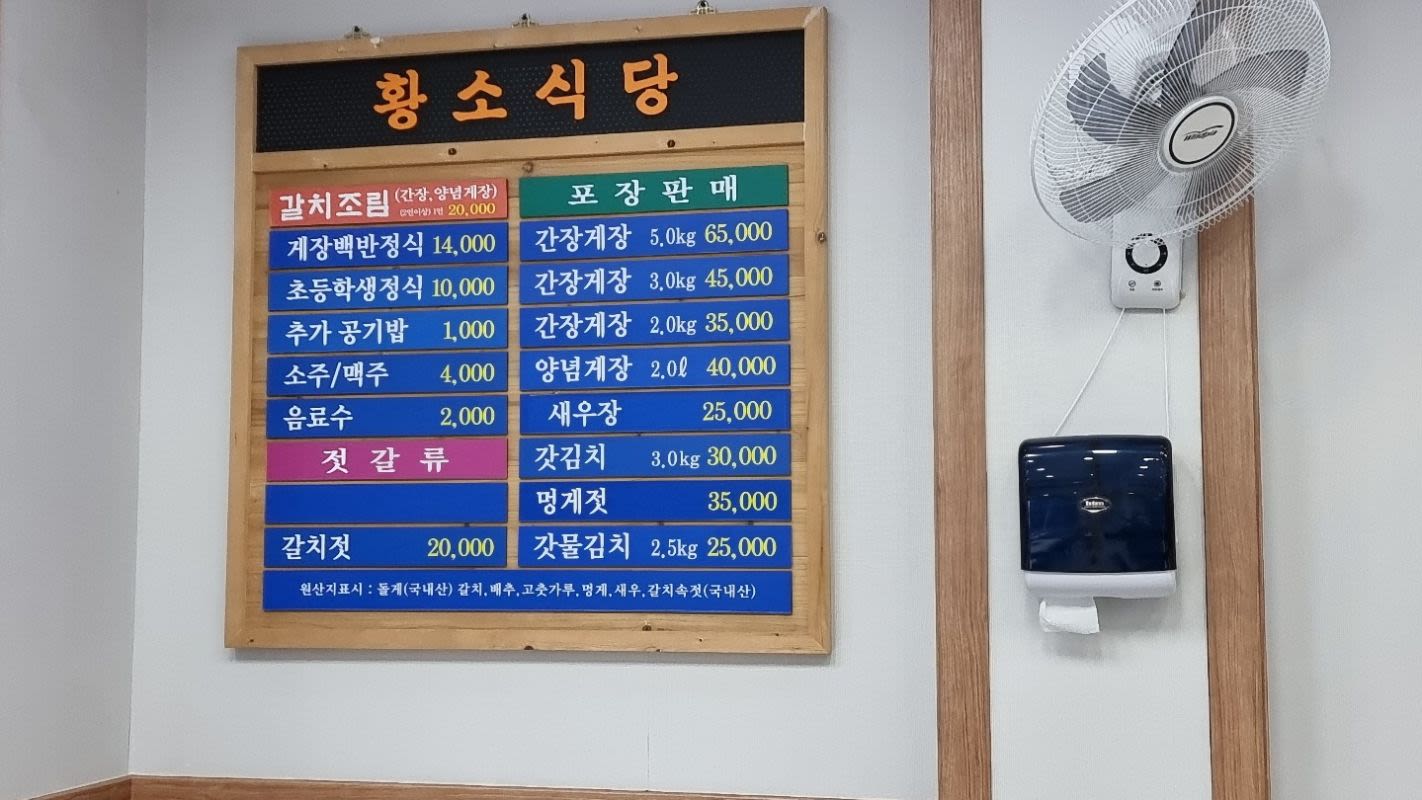 황소식당
갈치조림 (간장,양념게장)
(2인이상) 1인 20,000
게장백반정식 14,000
초등학생정식 10,000
추가 공기밥 1,000
소주/맥주 4,000
음료수 2,000
젓갈류
갈치젓 20,000
포장판매
간장게장 5.0kg 65,000
간장게장 3.0kg 45,000
간장게장 2.0kg 35,000
양념게장 2.0ℓ 40,000
새우장 25,000
갓김치 3.0kg 30,000
멍게젓 35,000
갓물김치 2.5kg 25,000
원산지표시 : 돌게(국내산) 갈치,배추,고춧가루,멍게,새우,갈치속젓(국내산)